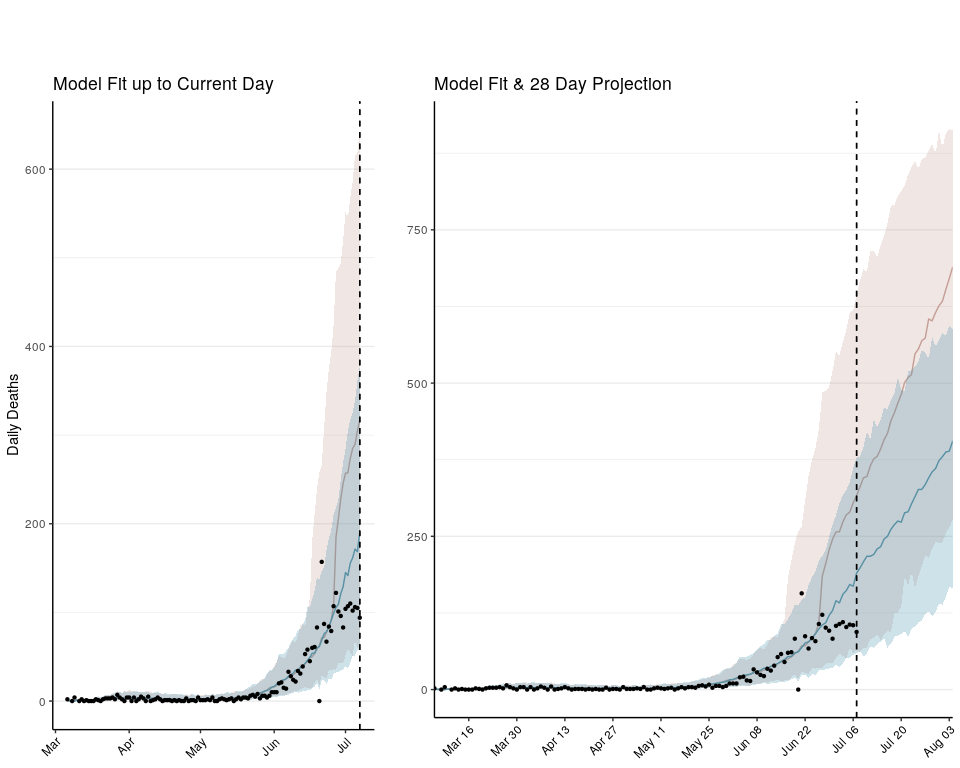 Model Fit up to Current Day
Model Fit & 28 Day Projection
Daily Deaths
600
400
200
0
Mar
Apr
May
Jun
Jul
750
500
250
0
Mar 16
Mar 30
Apr 13
Apr 27
May 11
May 25
Jun 08
Jun 22
Jul 06
Jul 20
Aug 03